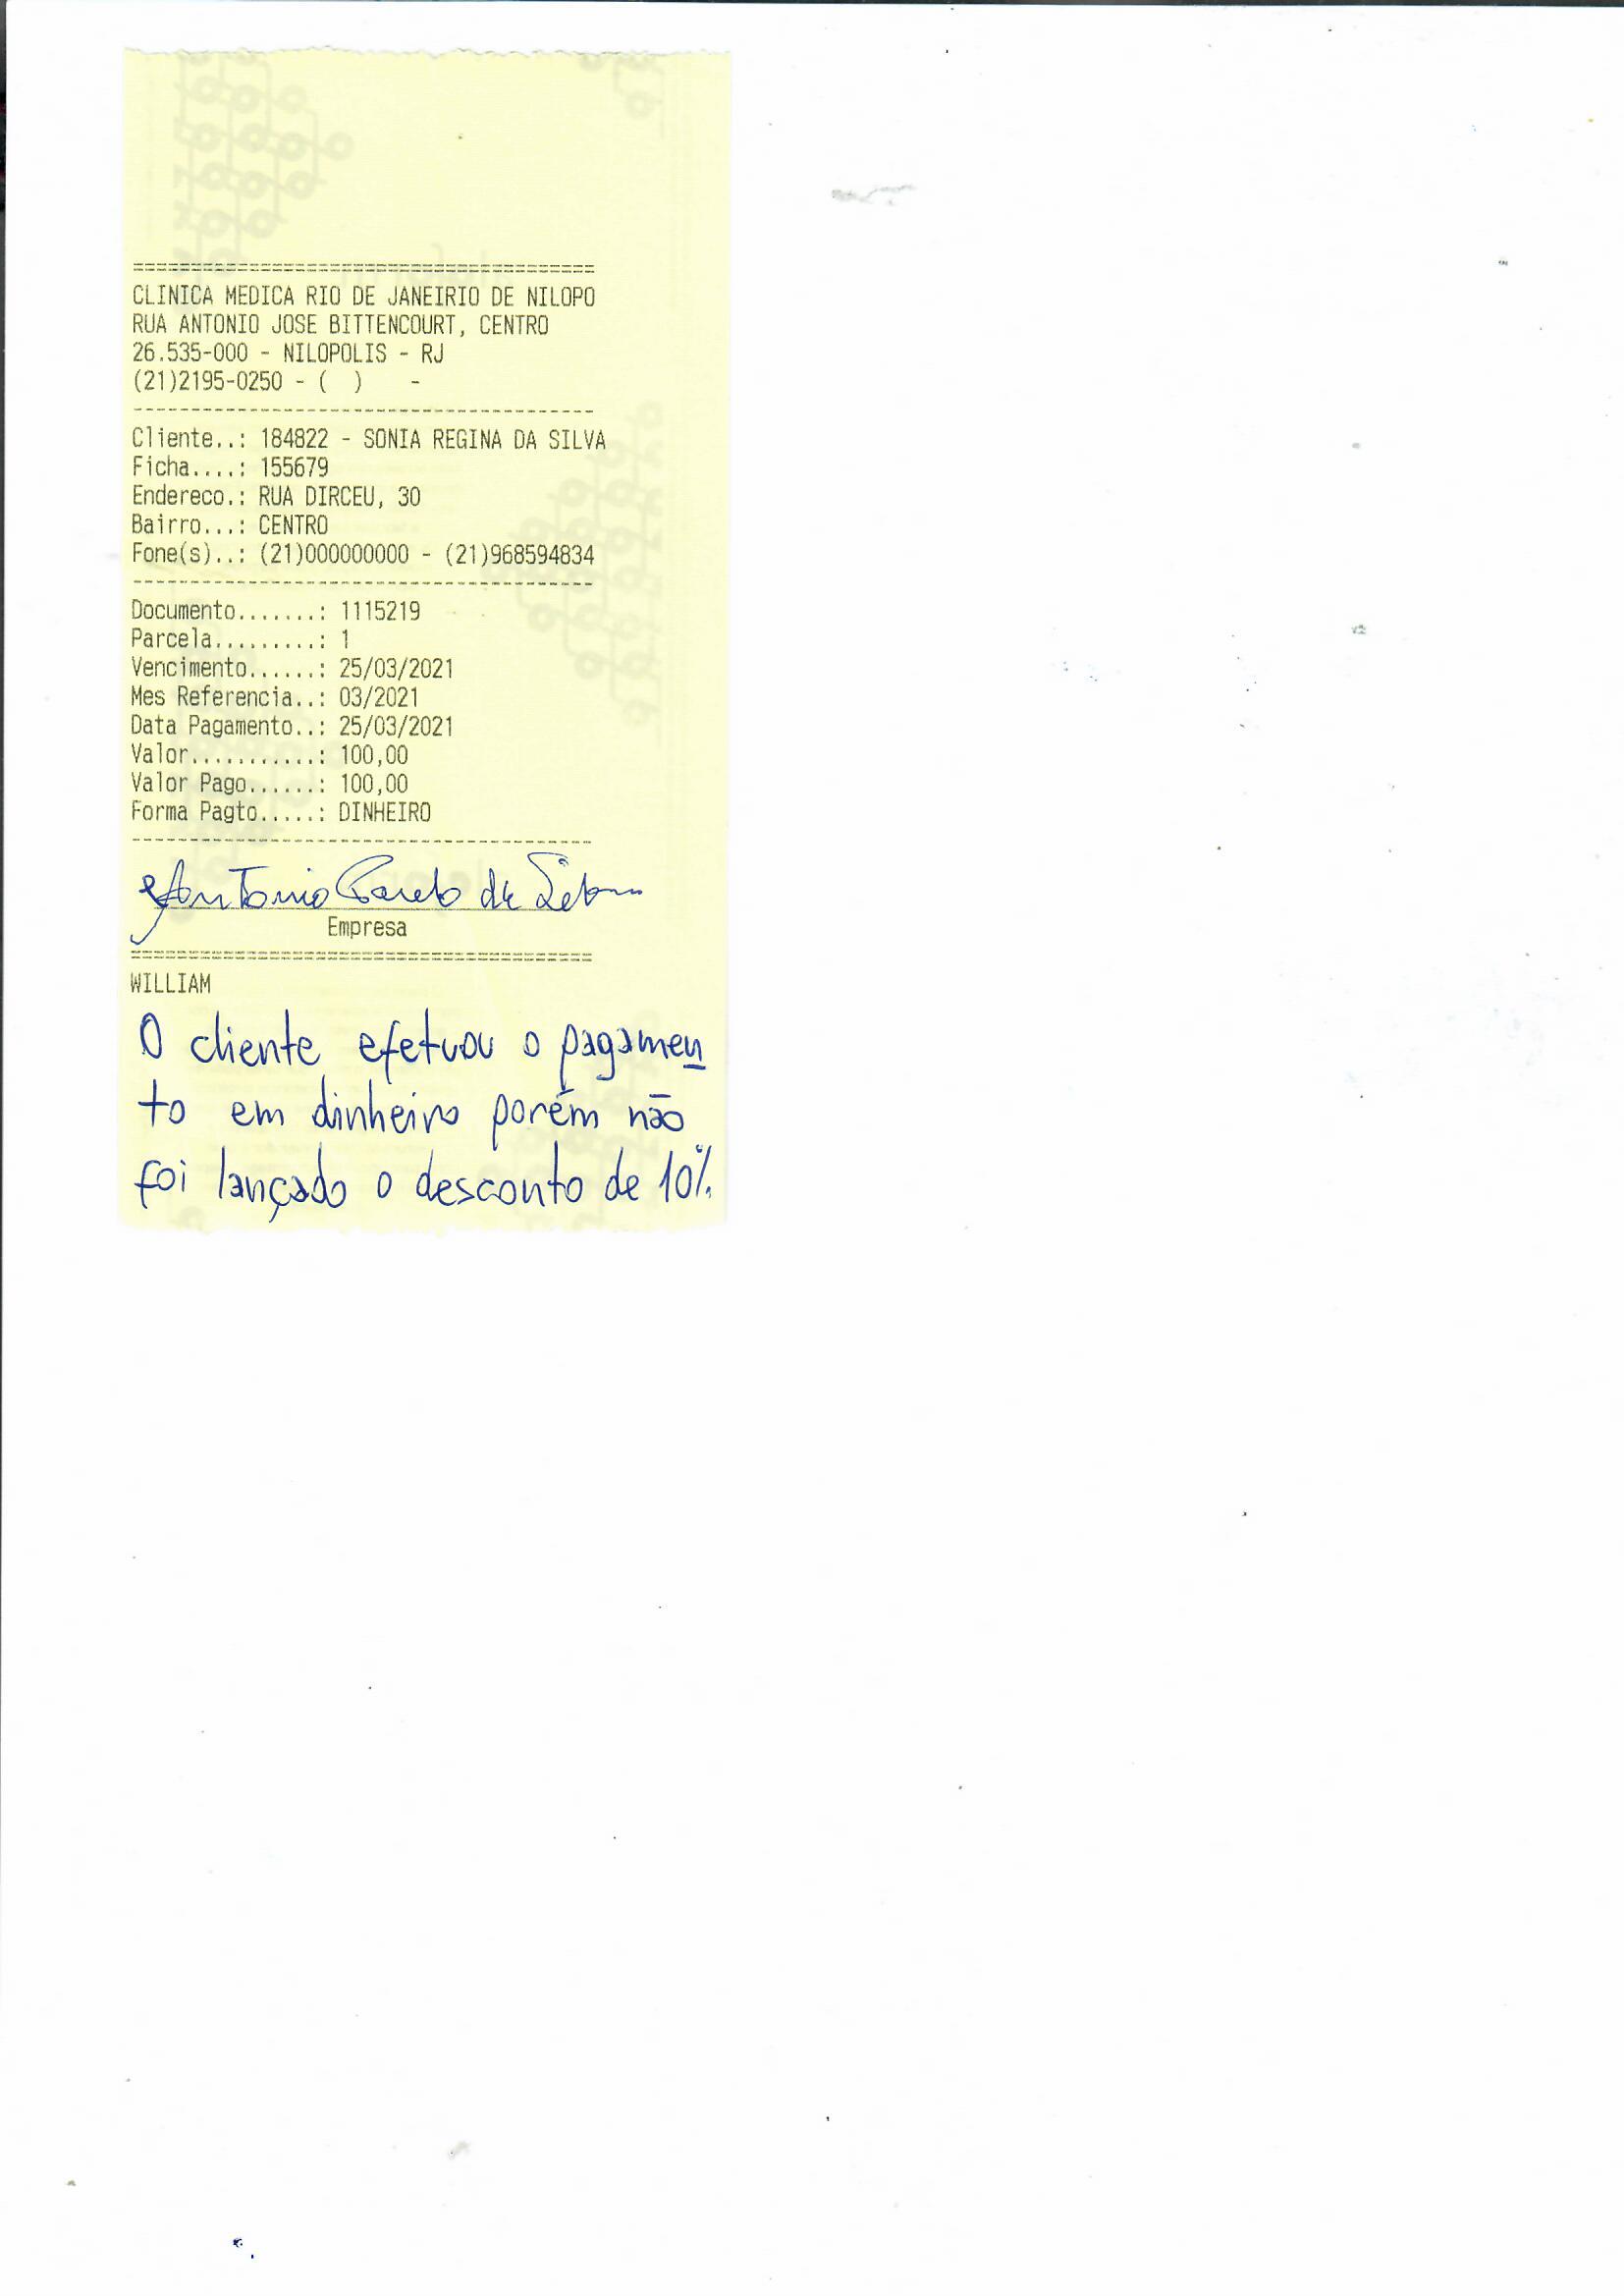 =======================================
CLINICA MEDICA RIO DE JANEIRIO DE NILOPO
RUA ANTONIO JOSE BITTENCOURT, CENTRO
26.535-000 - NILOPOLIS - RJ
(21)2195-0250 - (  )    -
---------------------------------------
Cliente..: 184822 - SONIA REGINA DA SILVA
Ficha....: 155679
Endereco.: RUA DIRCEU, 30
Bairro...: CENTRO
Fone(s)..: (21)000000000 - (21)968594834
---------------------------------------
Documento.......: 1115219
Parcela.........: 1
Vencimento......: 25/03/2021
Mes Referencia..: 03/2021
Data Pagamento..: 25/03/2021
Valor...........: 100,00
Valor Pago......: 100,00
Forma Pagto.....: DINHEIRO
---------------------------------------
Antonio de
Empresa
=======================================
WILLIAM
O cliente efetuou o pagamen
to em dinheiro porém não
foi lançado o desconto de 10%